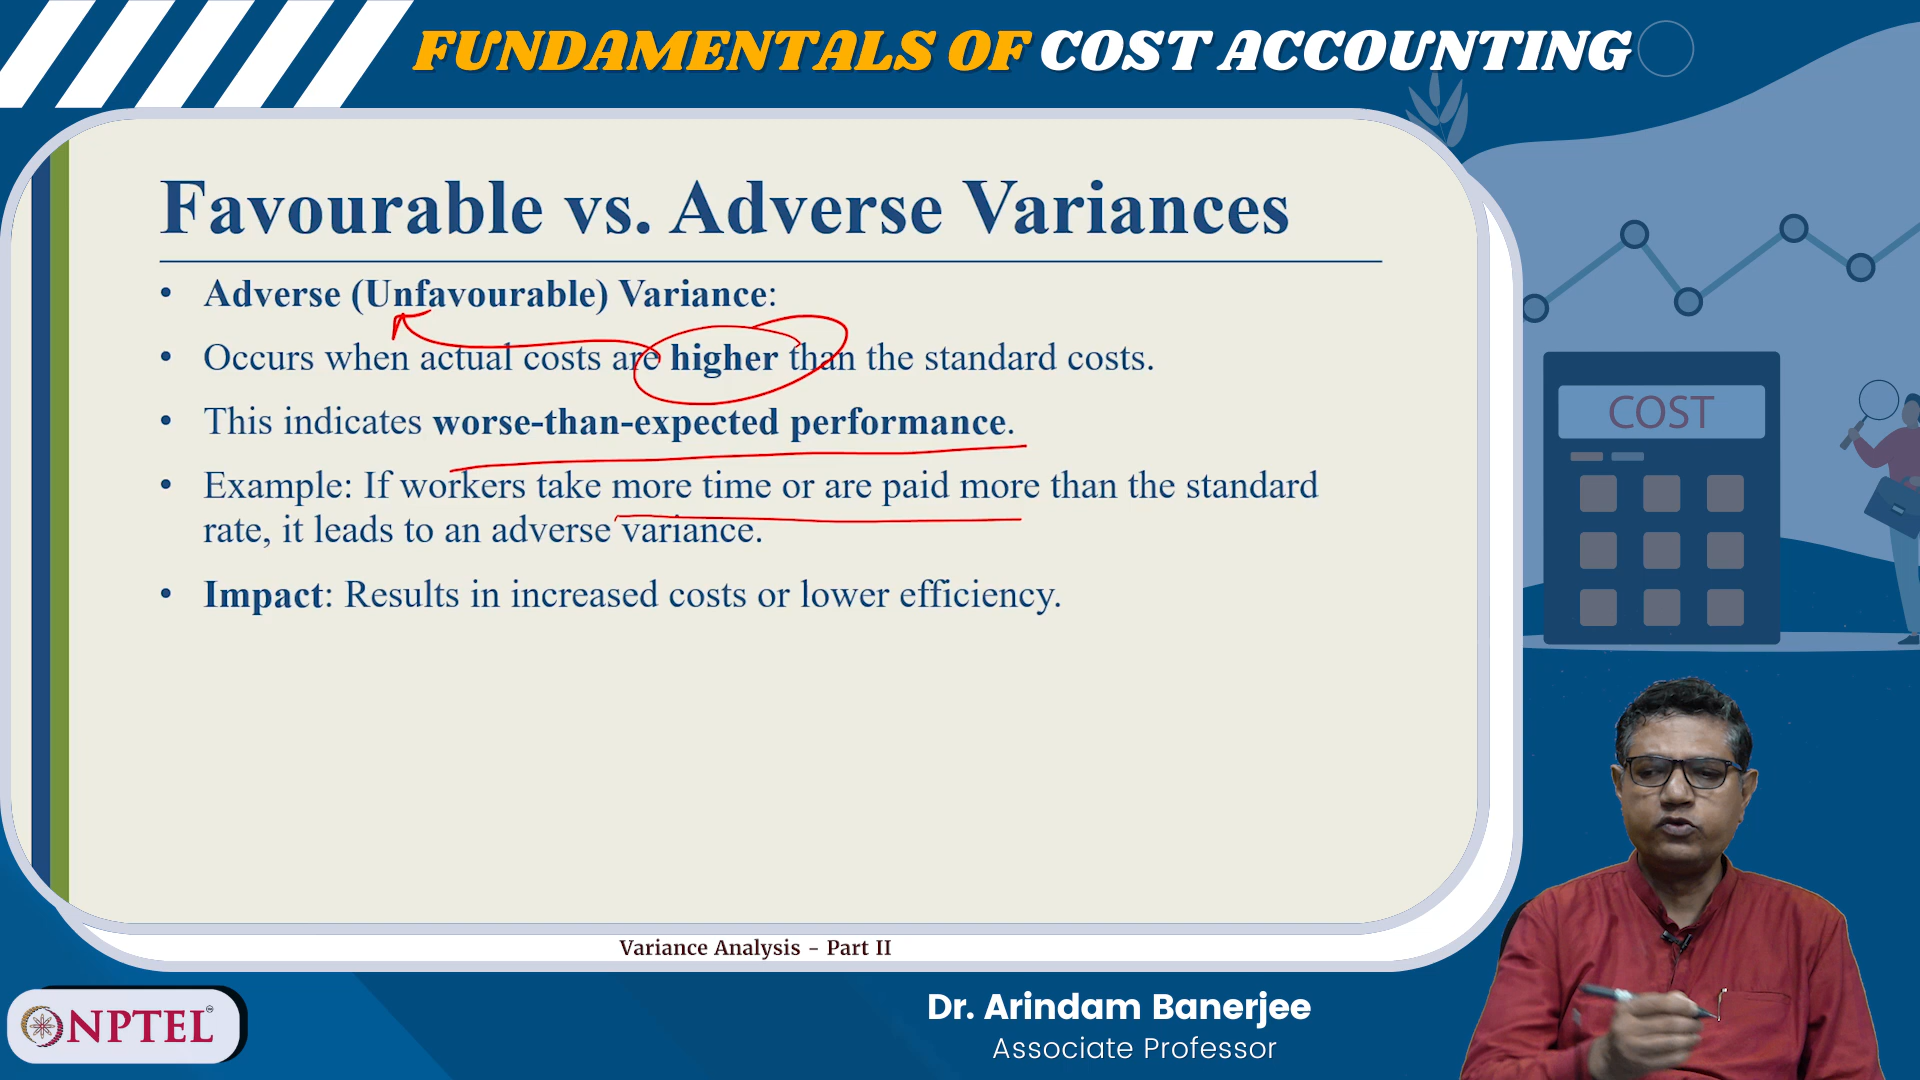 FUNDAMENTALS OF COST ACCOUNTING
Favourable vs. Adverse Variances
• Adverse (Unfavourable) Variance:
• Occurs when actual costs are higher than the standard costs.
• This indicates worse-than-expected performance.
• Example: If workers take more time or are paid more than the standard
rate, it leads to an adverse variance.
• Impact: Results in increased costs or lower efficiency.
COST
Variance Analysis - Part II
NPTEL
Dr. Arindam Banerjee
Associate Professor